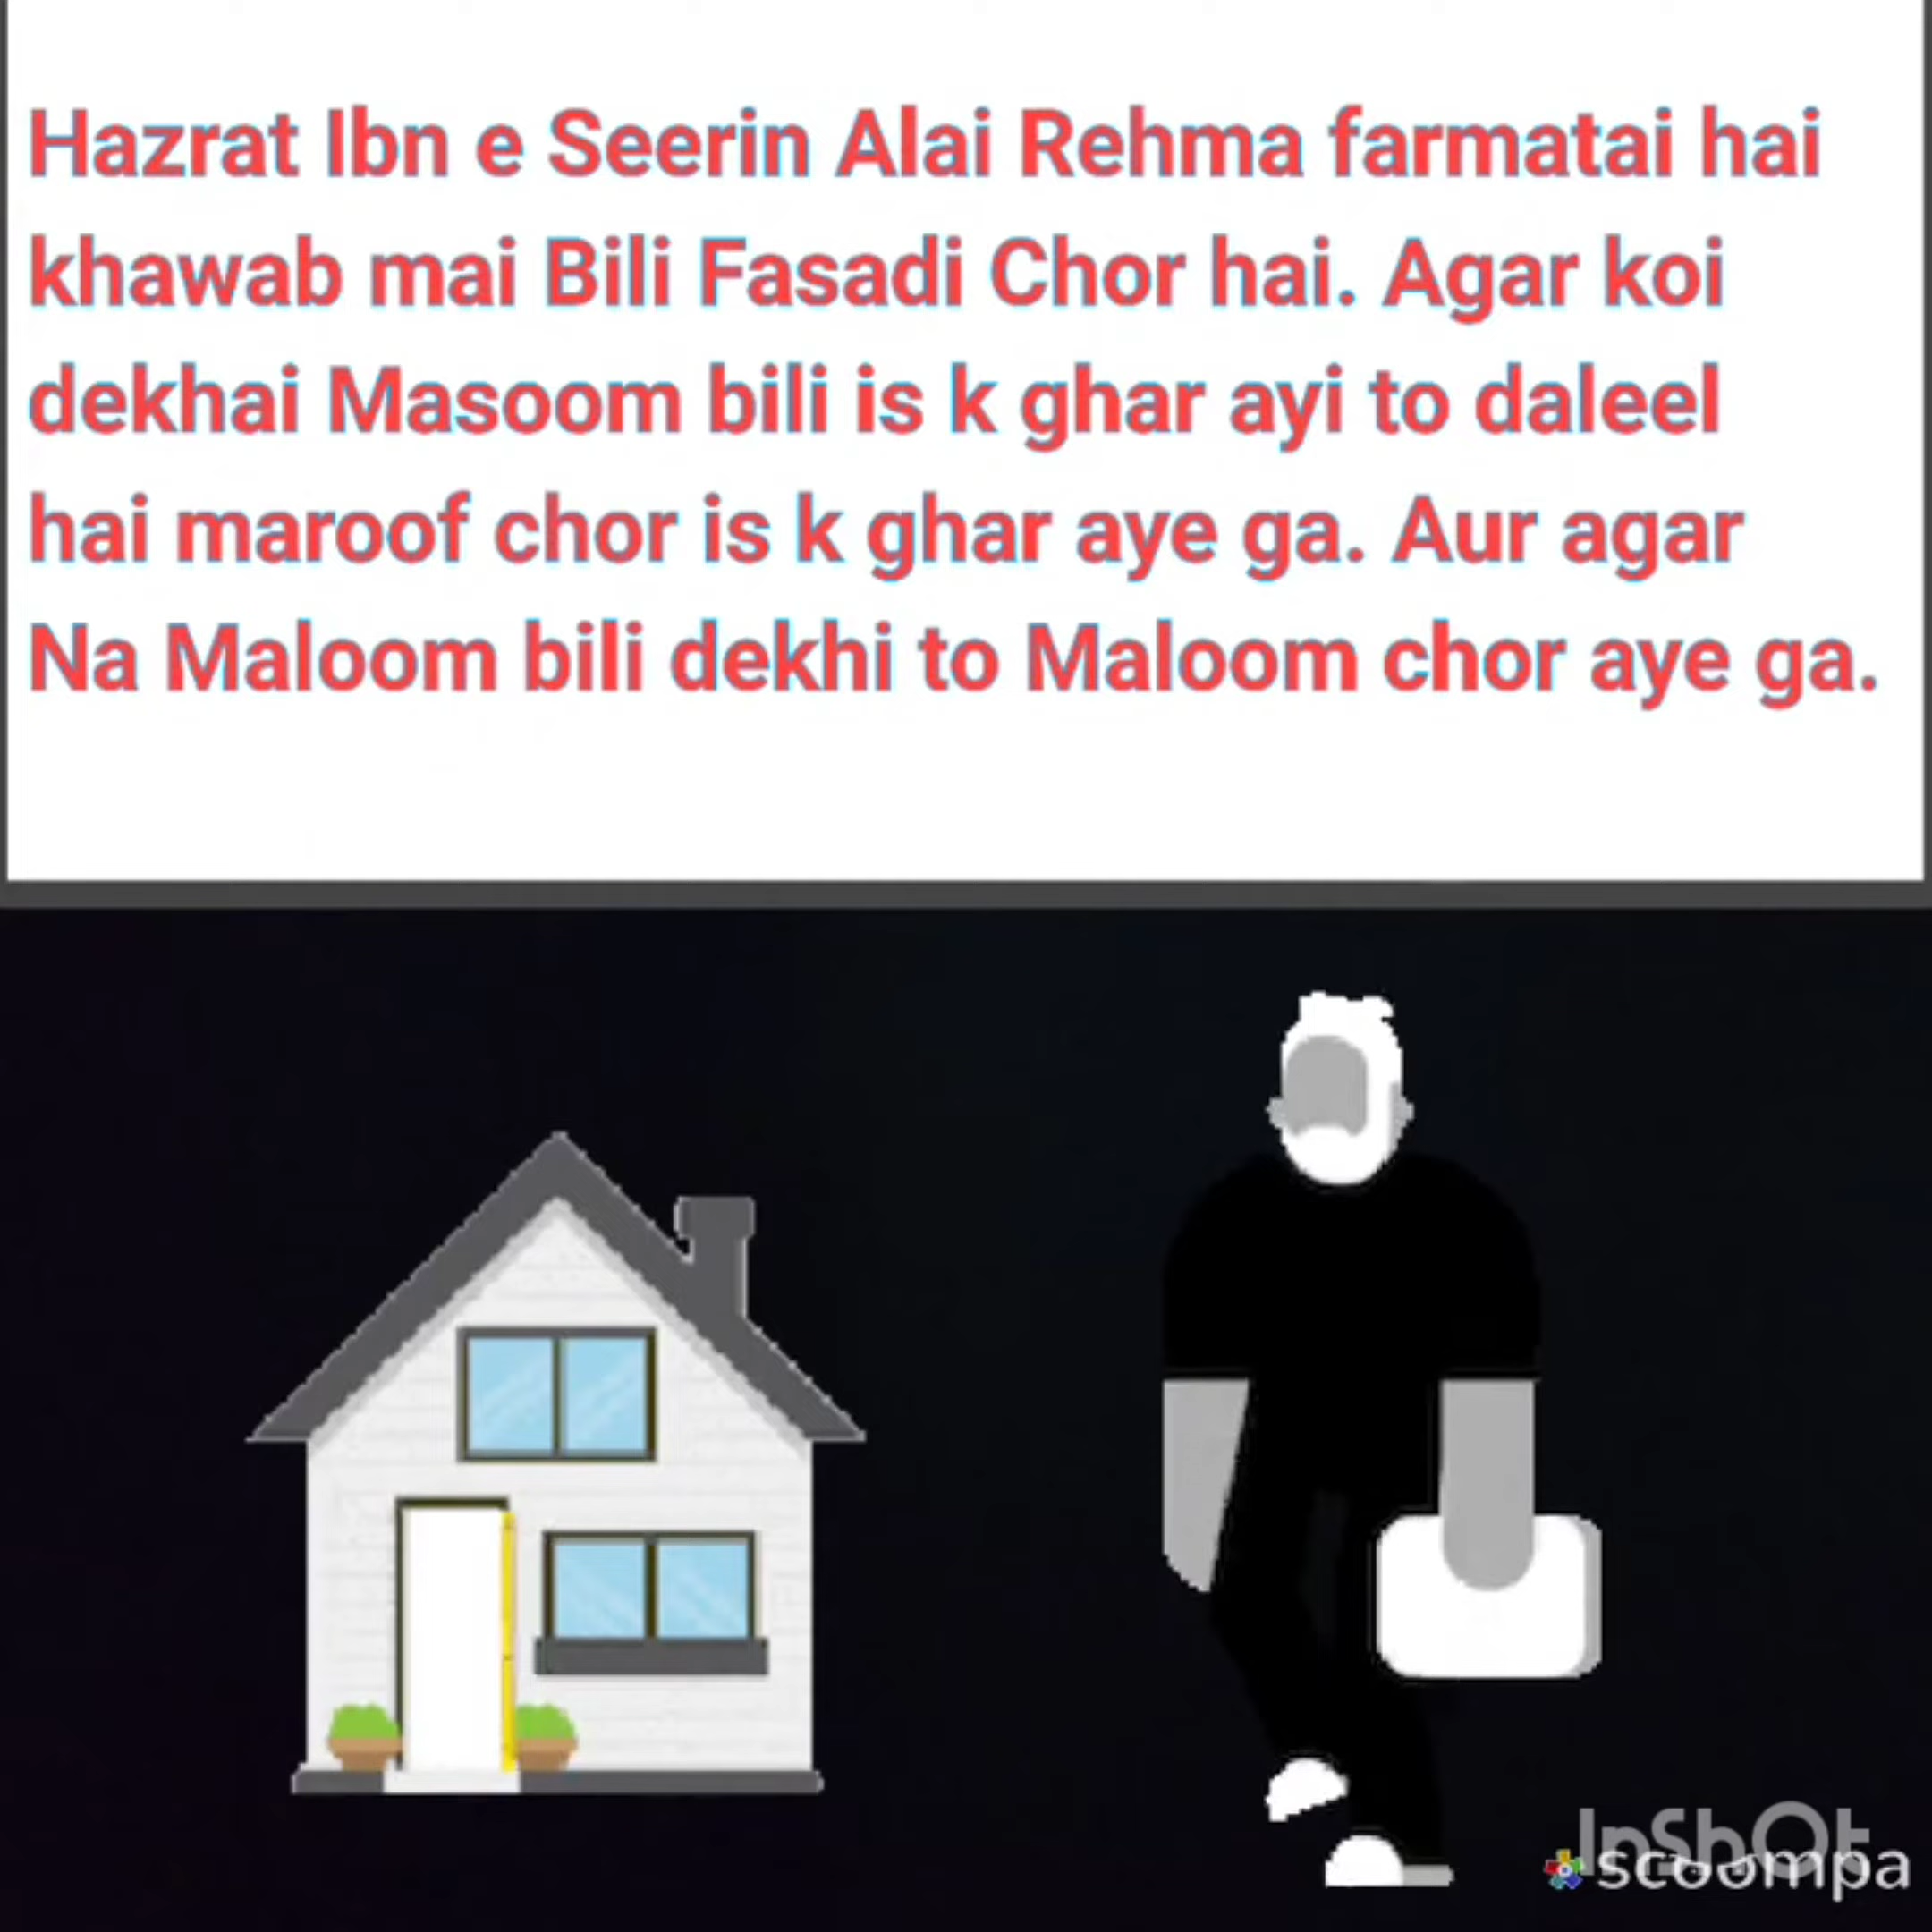 Hazrat Ibn e Seerin Alai Rehma farmatai hai
khawab mai Bili Fasadi Chor hai. Agar koi
dekhai Masoom bili is k ghar ayi to daleel
hai maroof chor is k ghar aye ga. Aur agar
Na Maloom bili dekhi to Maloom chor aye ga.
InShOt
scoompa